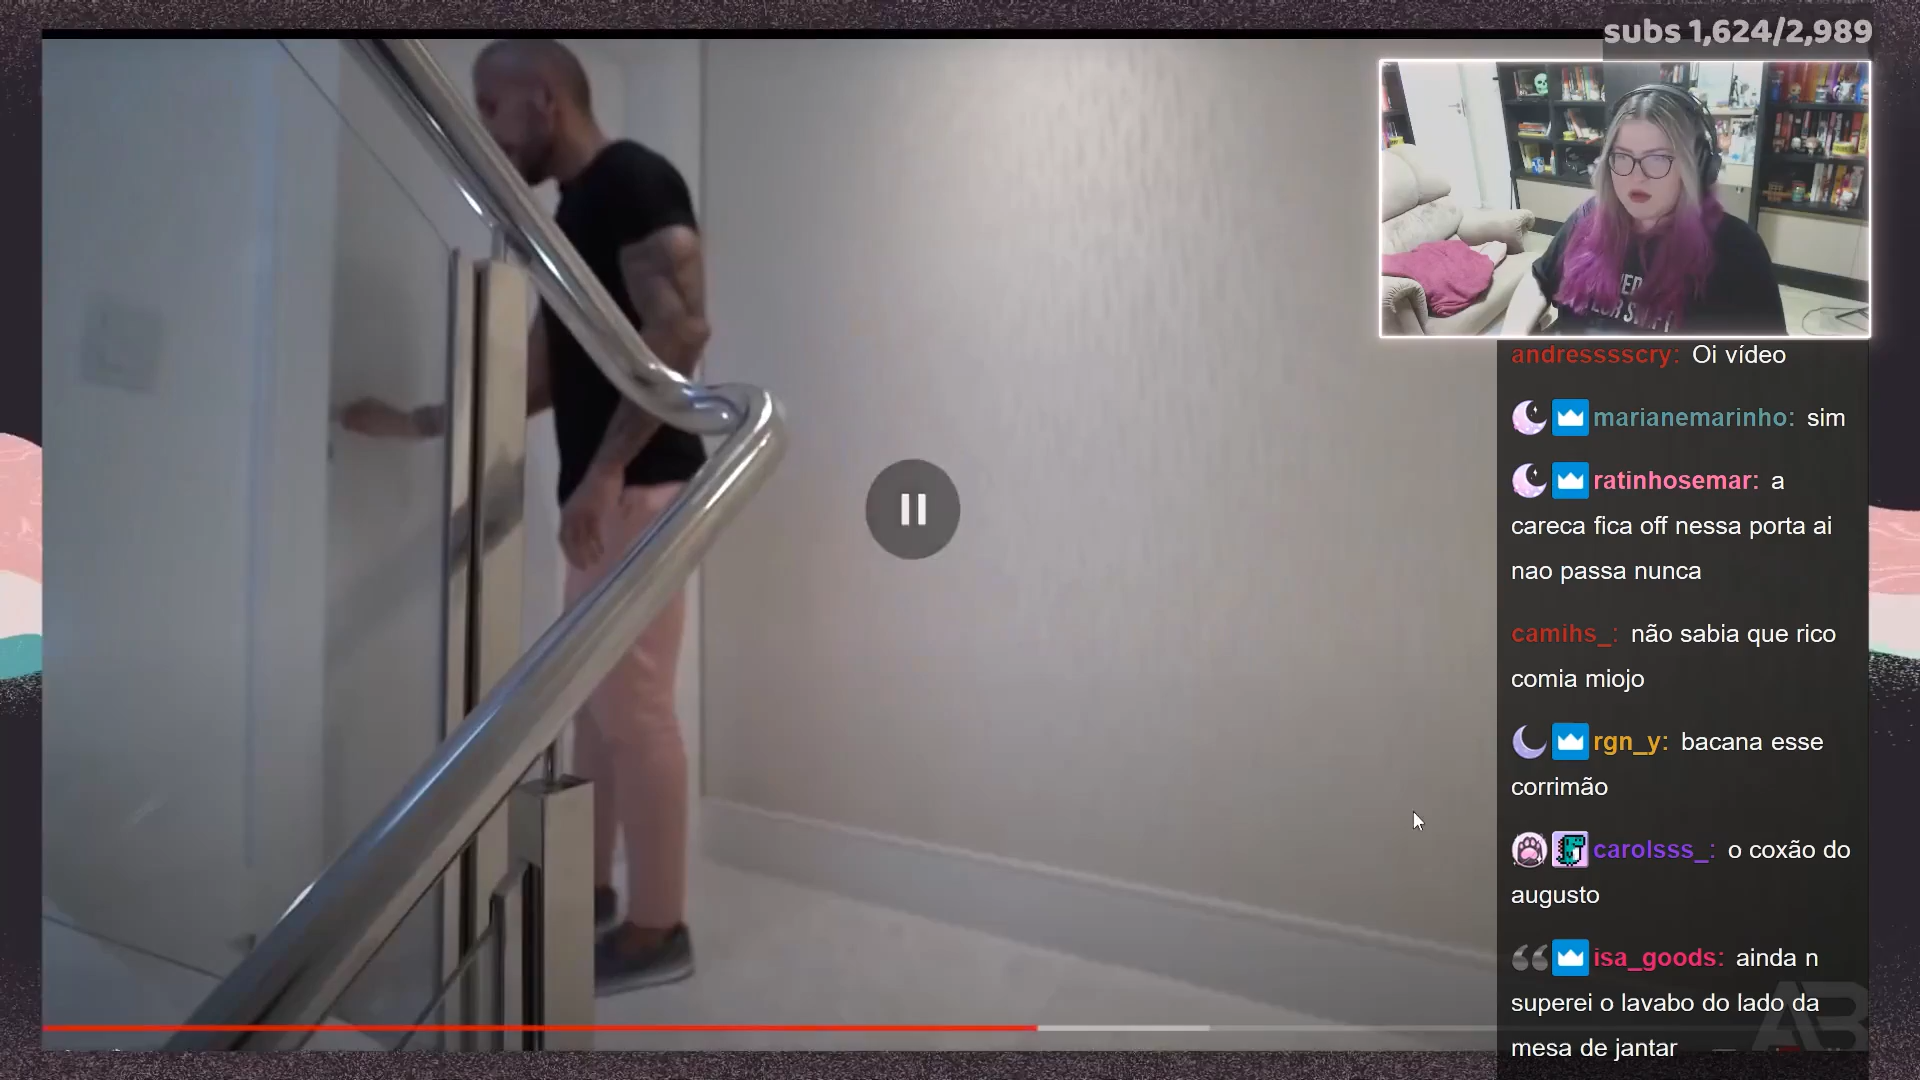 subs 1,624/2,989
andresssscry: Oi vídeo
marianemarinho: sim
ratinhosemar: a
careca fica off nessa porta ai
nao passa nunca
camihs_: não sabia que rico
comia miojo
rgn_y: bacana esse
corrimão
carolsss_: o coxão do
augusto
isa_goods: ainda n
superei o lavabo do lado da
mesa de jantar
AB